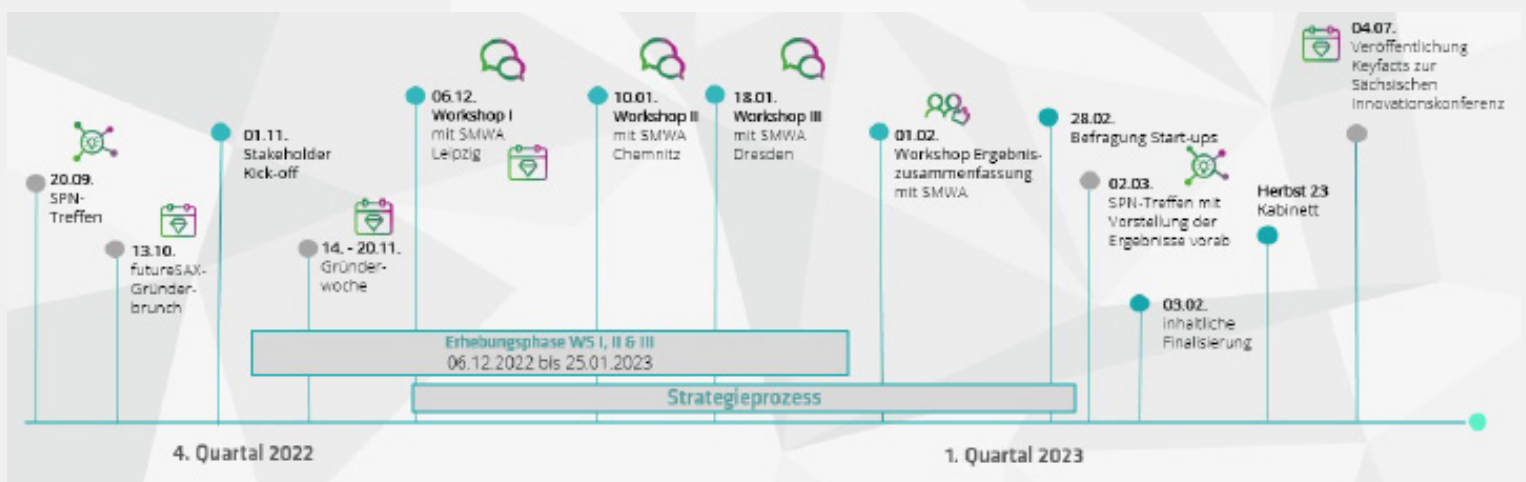 20.09.
SPN-
Treffen
13.10.
futureSAX-
Gründer-
brunch
01.11.
Stakeholder
Kick-off
14. - 20.11.
Gründer-
woche
06.12.
Workshop I
mit SMWA
Leipzig
10.01.
Workshop II
mit SMWA
Chemnitz
18.01.
Workshop III
mit SMWA
Dresden
01.02.
Workshop Ergebnis-
zusammenfassung
mit SMWA
28.02.
Befragung Start-ups
02.03.
SPN-Treffen mit
Vorstellung der
Ergebnisse vorab
03.02.
inhaltliche
Finalisierung
Herbst 23
Kabinett
04.07.
Veröffentlichung
Keyfacts zur
Sächsischen
Innovationskonferenz
Erhebungsphase WS I, II & III
06.12.2022 bis 25.01.2023
Strategieprozess
4. Quartal 2022
1. Quartal 2023